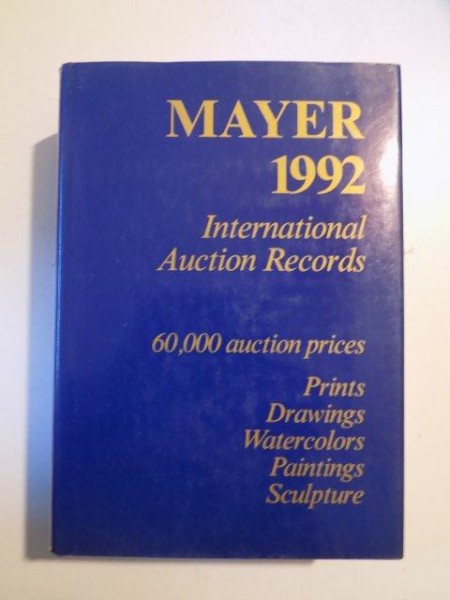 MAYER
1992
International
Auction Records
60,000 auction prices
Prints
Drawings
Watercolors
Paintings
Sculpture